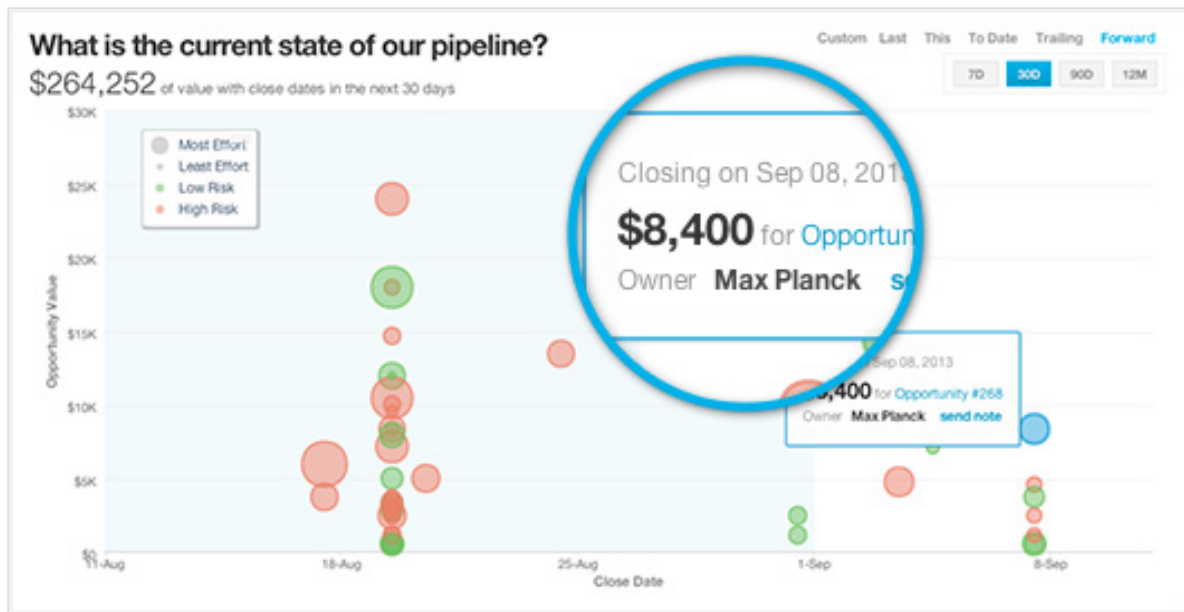 What is the current state of our pipeline?
Custom Last This To Date Trailing Forward
$264,252 of value with close dates in the next 30 days
7D 30D 90D 12M
$30K
Most Effort
Least Effort
Low Risk
High Risk
$25K
$20K
$15K
$10K
$5K
$0
Opportunity Value
Closing on Sep 08, 201
$8,400 for Opportun
Owner Max Planck s
Sep 08, 2013
,400 for Opportunity #268
Owner Max Planck send note
11-Aug 18-Aug 25-Aug 1-Sep 8-Sep
Close Date